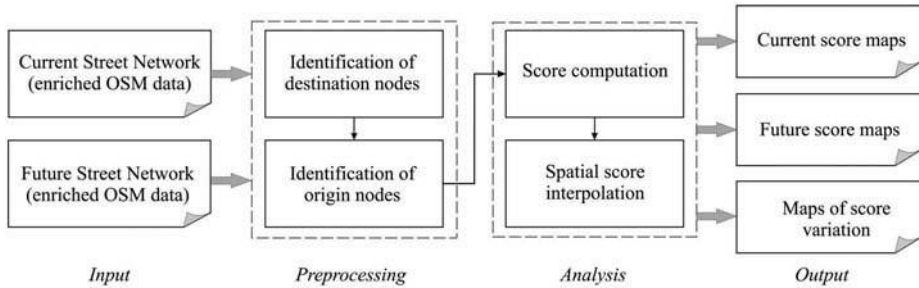 Current Street Network
(enriched OSM data)
Future Street Network
(enriched OSM data)
Input
Identification of
destination nodes
Identification of
origin nodes
Preprocessing
Score computation
Spatial score
interpolation
Analysis
Current score maps
Future score maps
Maps of score
variation
Output